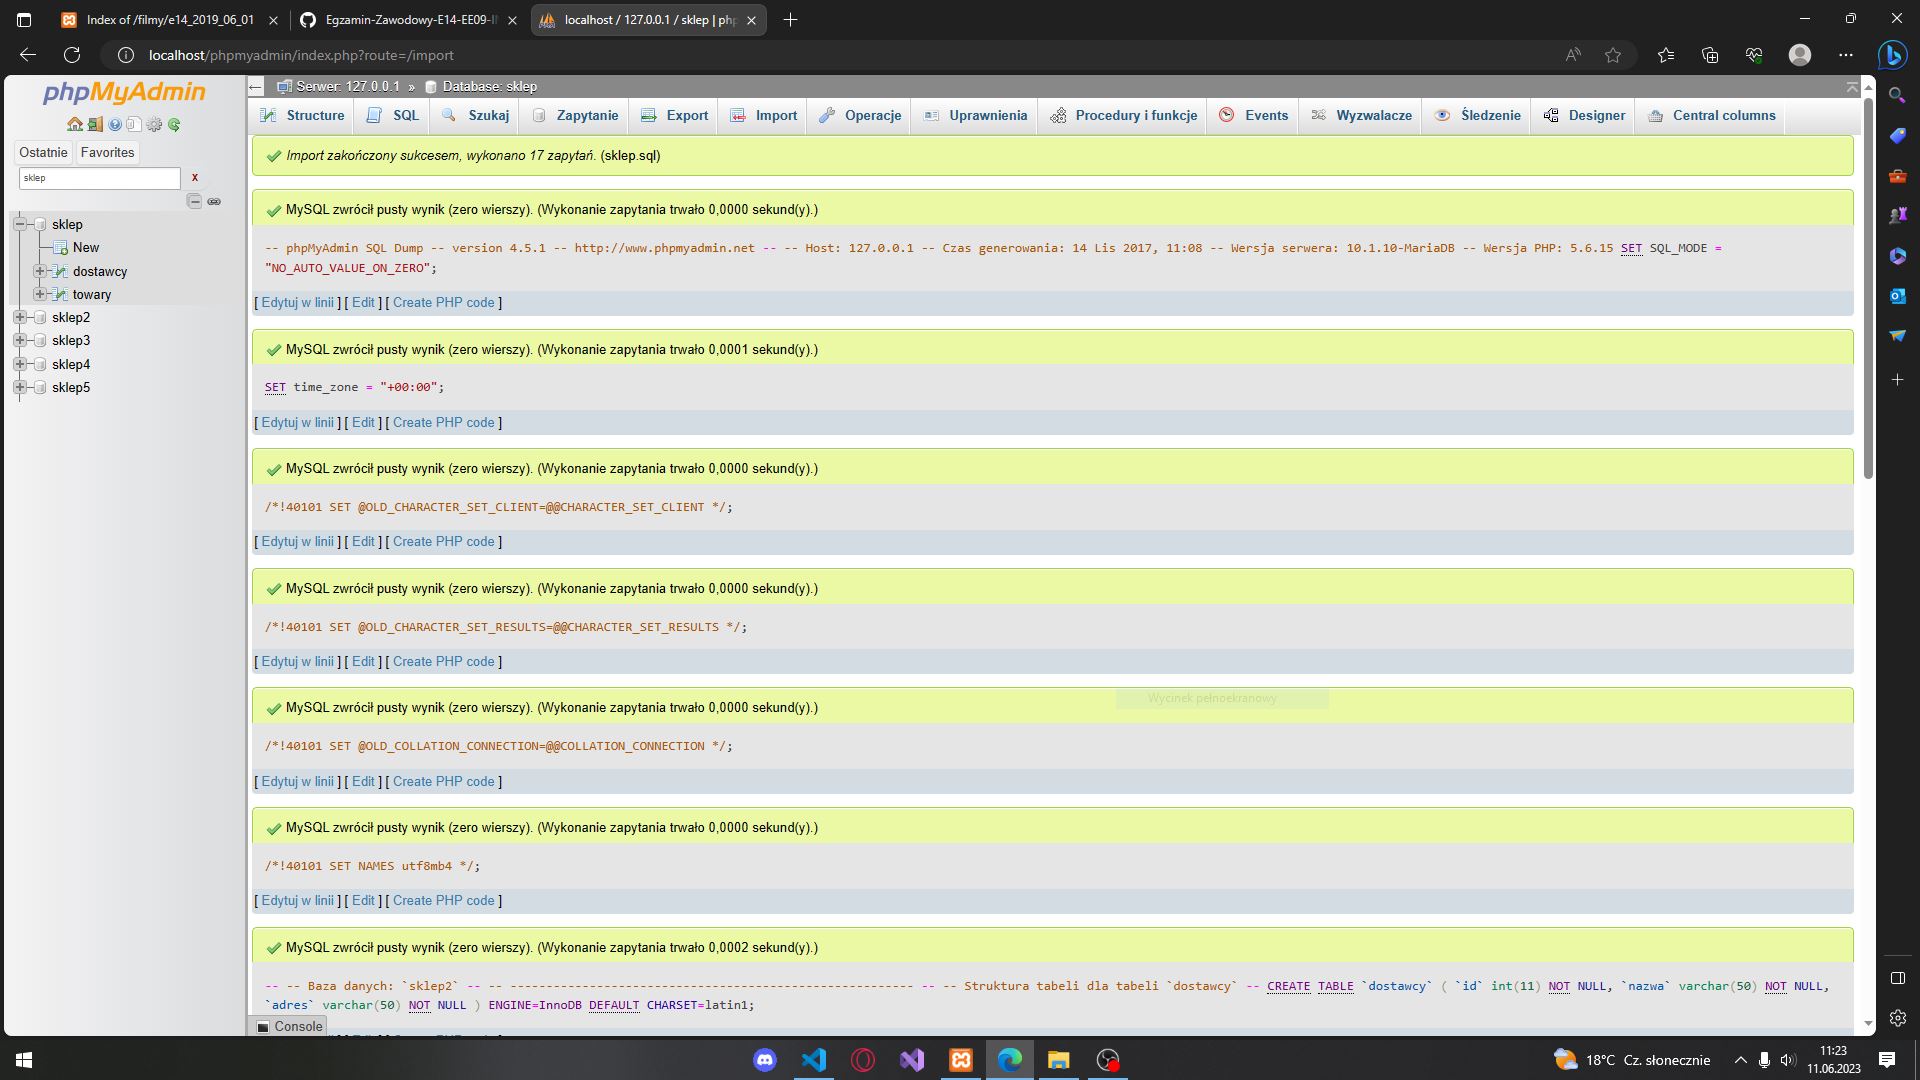 Index of /filmy/e14_2019_06_01
Egzamin-Zawodowy-E14-EE09-I
localhost / 127.0.0.1 / sklep | php
localhost/phpmyadmin/index.php?route=/import
phpMyAdmin
Ostatnie Favorites
sklep X
sklep
New
dostawcy
towary
sklep2
sklep3
sklep4
sklep5
Serwer: 127.0.0.1 » Database: sklep
Structure SQL Szukaj Zapytanie Export Import Operacje Uprawnienia Procedury i funkcje Events Wyzwalacze Śledzenie Designer Central columns
Import zakończony sukcesem, wykonano 17 zapytań. (sklep.sql)
MySQL zwrócił pusty wynik (zero wierszy). (Wykonanie zapytania trwało 0,0000 sekund(y).)
-- phpMyAdmin SQL Dump -- version 4.5.1 -- http://www.phpmyadmin.net -- -- Host: 127.0.0.1 -- Czas generowania: 14 Lis 2017, 11:08 -- Wersja serwera: 10.1.10-MariaDB -- Wersja PHP: 5.6.15 SET SQL_MODE =
"NO_AUTO_VALUE_ON_ZERO";
[ Edytuj w linii ] [ Edit ] [ Create PHP code ]
MySQL zwrócił pusty wynik (zero wierszy). (Wykonanie zapytania trwało 0,0001 sekund(y).)
SET time_zone = "+00:00";
[ Edytuj w linii ] [ Edit ] [ Create PHP code ]
MySQL zwrócił pusty wynik (zero wierszy). (Wykonanie zapytania trwało 0,0000 sekund(y).)
/*!40101 SET @OLD_CHARACTER_SET_CLIENT=@@CHARACTER_SET_CLIENT */;
[ Edytuj w linii ] [ Edit ] [ Create PHP code ]
MySQL zwrócił pusty wynik (zero wierszy). (Wykonanie zapytania trwało 0,0000 sekund(y).)
/*!40101 SET @OLD_CHARACTER_SET_RESULTS=@@CHARACTER_SET_RESULTS */;
[ Edytuj w linii ] [ Edit ] [ Create PHP code ]
Wycinek pełnoekranowy
MySQL zwrócił pusty wynik (zero wierszy). (Wykonanie zapytania trwało 0,0000 sekund(y).)
/*!40101 SET @OLD_COLLATION_CONNECTION=@@COLLATION_CONNECTION */;
[ Edytuj w linii ] [ Edit ] [ Create PHP code ]
MySQL zwrócił pusty wynik (zero wierszy). (Wykonanie zapytania trwało 0,0000 sekund(y).)
/*!40101 SET NAMES utf8mb4 */;
[ Edytuj w linii ] [ Edit ] [ Create PHP code ]
MySQL zwrócił pusty wynik (zero wierszy). (Wykonanie zapytania trwało 0,0002 sekund(y).)
-- -- Baza danych: `sklep2` -- -- -------------------------------------------------------- -- -- Struktura tabeli dla tabeli `dostawcy` -- CREATE TABLE `dostawcy` ( `id` int(11) NOT NULL, `nazwa` varchar(50) NOT NULL,
`adres` varchar(50) NOT NULL ) ENGINE=InnoDB DEFAULT CHARSET=latin1;
Console
18°C Cz. słonecznie
11:23
11.06.2023